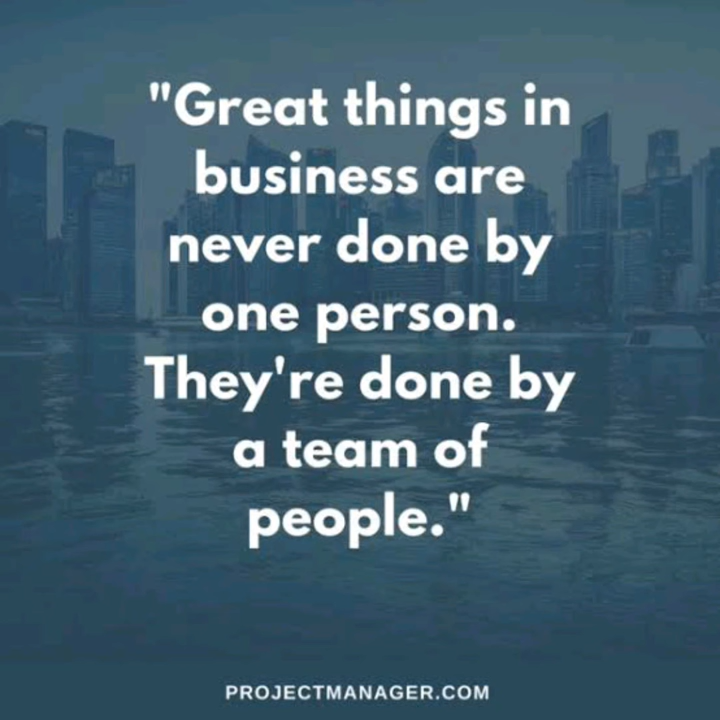 "Great things in
business are
never done by
one person.
They're done by
a team of
people."
PROJECTMANAGER.COM